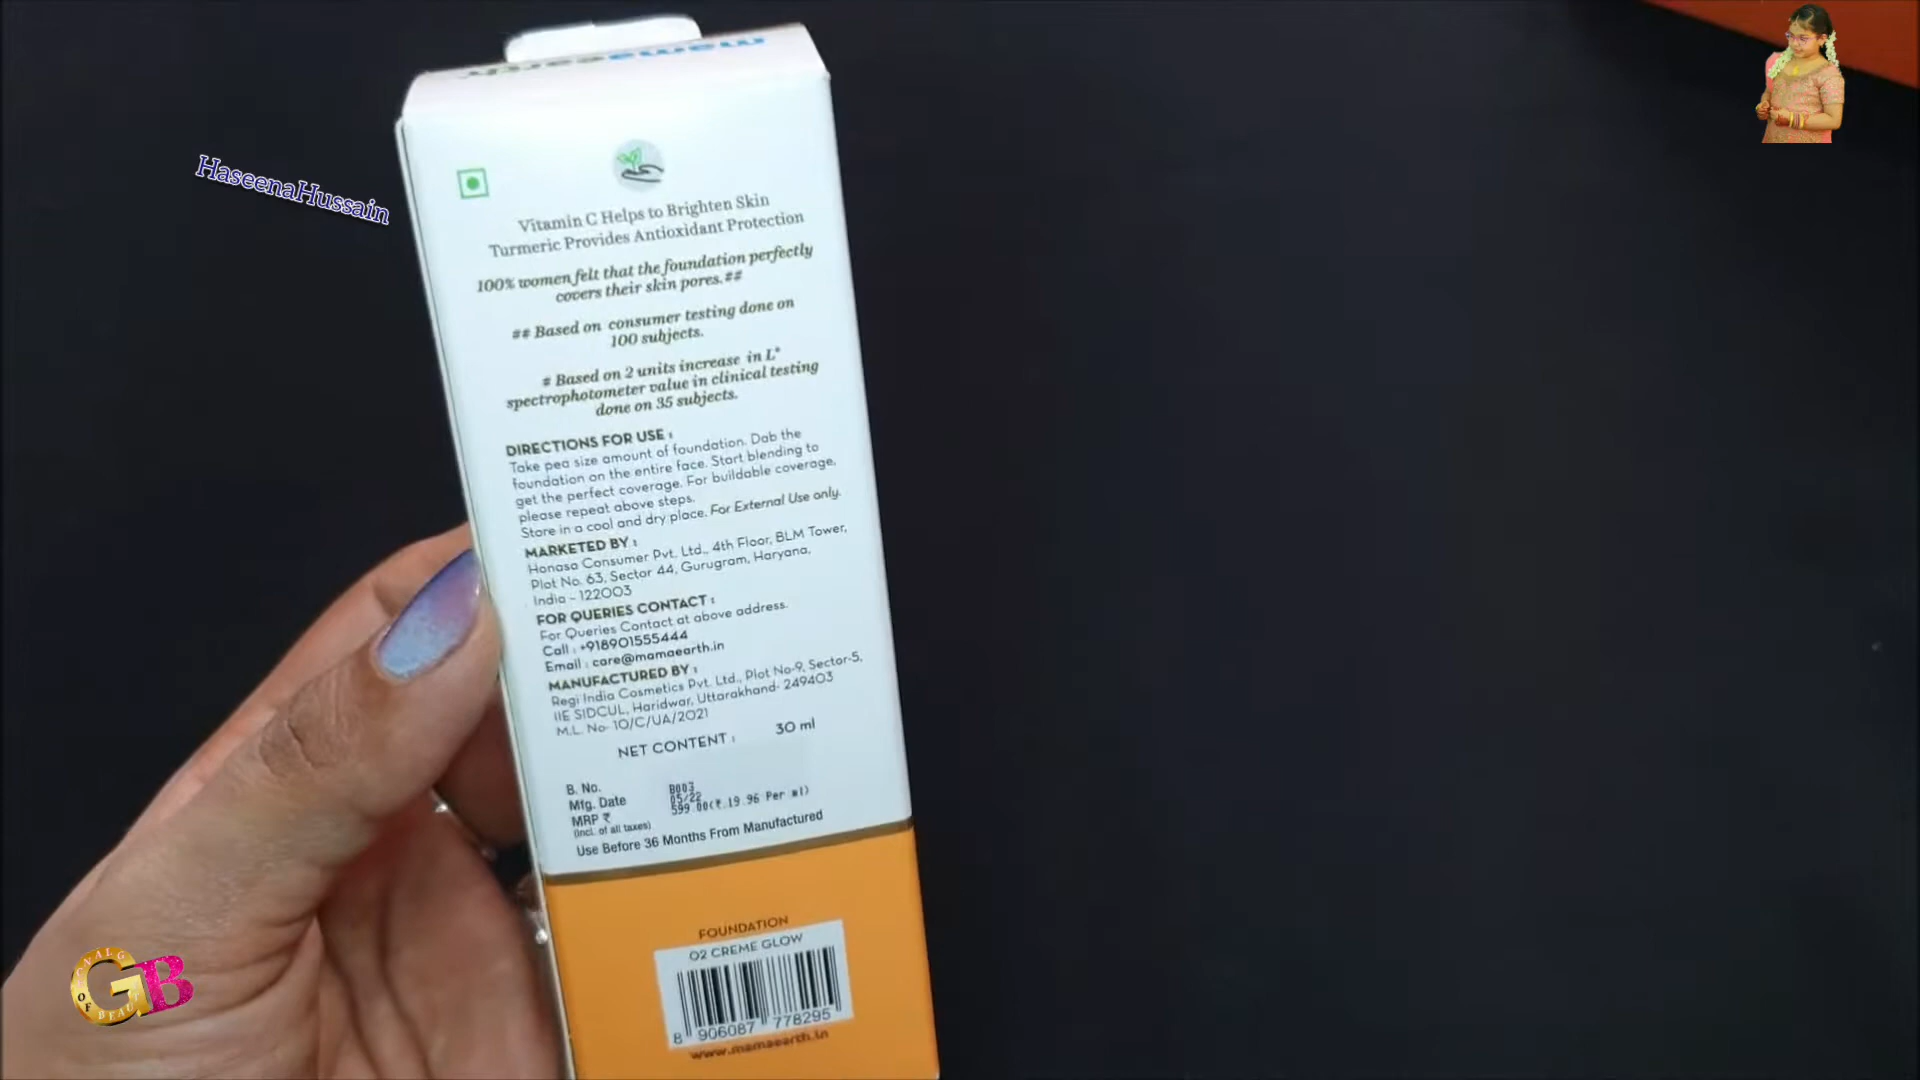 mamaearth
HaseenaHussain
Vitamin C Helps to Brighten Skin
Turmeric Provides Antioxidant Protection
100% women felt that the foundation perfectly
covers their skin pores.##
## Based on consumer testing done on
100 subjects.
# Based on 2 units increase in L*
spectrophotometer value in clinical testing
done on 35 subjects.
DIRECTIONS FOR USE :
Take pea size amount of foundation. Dab the
foundation on the entire face. Start blending to
get the perfect coverage. For buildable coverage,
please repeat above steps.
Store in a cool and dry place. For External Use only.
MARKETED BY :
Honasa Consumer Pvt. Ltd., 4th Floor, BLM Tower,
Plot No. 63, Sector 44, Gurugram, Haryana,
India - 122003
FOR QUERIES CONTACT :
For Queries Contact at above address.
Call : +918901555444
Email : care@mamaearth.in
MANUFACTURED BY :
Regi India Cosmetics Pvt. Ltd., Plot No-9, Sector-5,
IIE SIDCUL, Haridwar, Uttarakhand- 249403
M.L. No- 10/C/UA/2021
NET CONTENT : 30 ml
B. No. B003
Mfg. Date 05/22
MRP ₹ 599.00(₹.19.96 Per ml)
(incl. of all taxes)
Use Before 36 Months From Manufactured
FOUNDATION
02 CREME GLOW
8 906087 778295
www.mamaearth.in
GB
OF